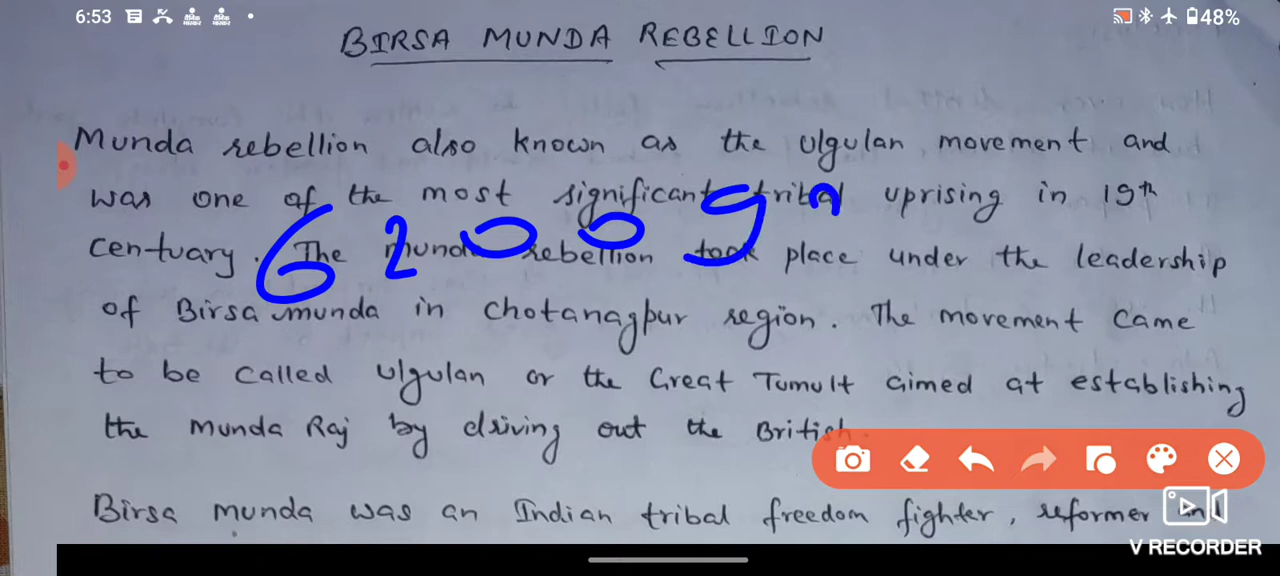 6:53 48%
BIRSA MUNDA REBELLION
Munda rebellion also known as the Ulgulan movement and
was one of the most significant tribal uprising in 19th
centuary. The munda rebellion took place under the leadership
62009
of Birsa munda in Chotanagpur region. The movement came
to be called Ulgulan or the Great Tumult aimed at establishing
the Munda Raj by driving out the British.
Birsa munda was an Indian tribal freedom fighter, reformer and
V RECORDER